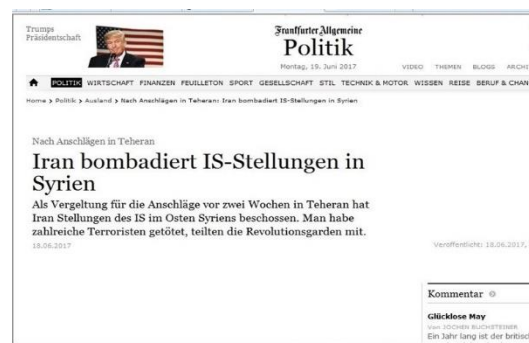 Trumps
Präsidentschaft
Frankfurter Allgemeine
Politik
Montag, 19. Juni 2017
VIDEO THEMEN BLOGS ARCHI
POLITIK WIRTSCHAFT FINANZEN FEUILLETON SPORT GESELLSCHAFT STIL TECHNIK & MOTOR WISSEN REISE BERUF & CHAN
Home > Politik > Ausland > Nach Anschlägen in Teheran: Iran bombadiert IS-Stellungen in Syrien
Nach Anschlägen in Teheran
Iran bombadiert IS-Stellungen in
Syrien
Als Vergeltung für die Anschläge vor zwei Wochen in Teheran hat
Iran Stellungen des IS im Osten Syriens beschossen. Man habe
zahlreiche Terroristen getötet, teilten die Revolutionsgarden mit.
18.06.2017
Veröffentlicht: 18.06.2017,
Kommentar
Glücklose May
Von JOCHEN BUCHSTEINER
Ein Jahr lang ist der britisch